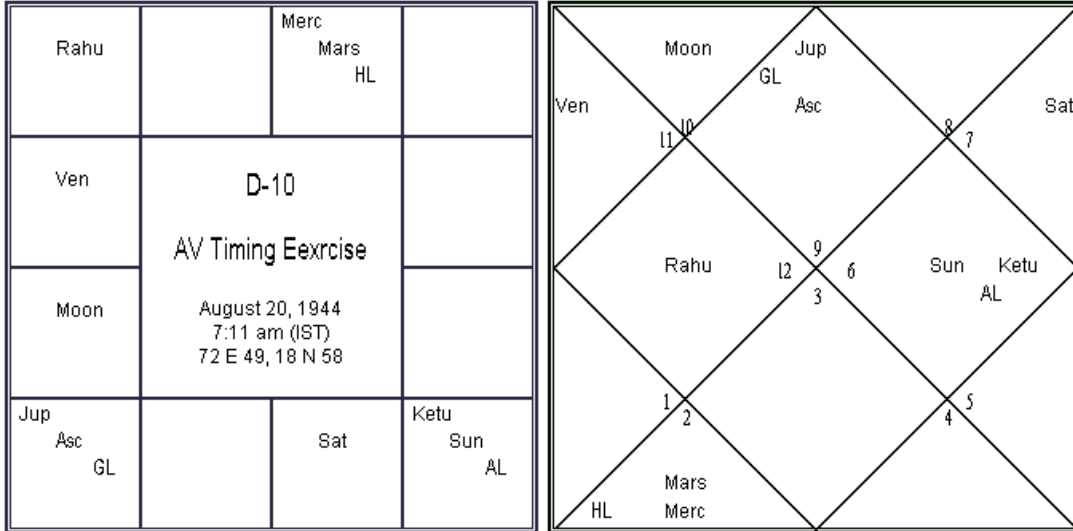 Rahu
Merc
Mars
HL
Ven
D-10
AV Timing Eexrcise
August 20, 1944
7:11 am (IST)
72 E 49, 18 N 58
Moon
Jup
Asc
GL
Sat
Ketu
Sun
AL
Moon
Jup
GL
Ven
Asc
Sat
10
8
11
7
9
Rahu
12
6
Sun Ketu
AL
3
1
5
2
4
Mars
HL
Merc